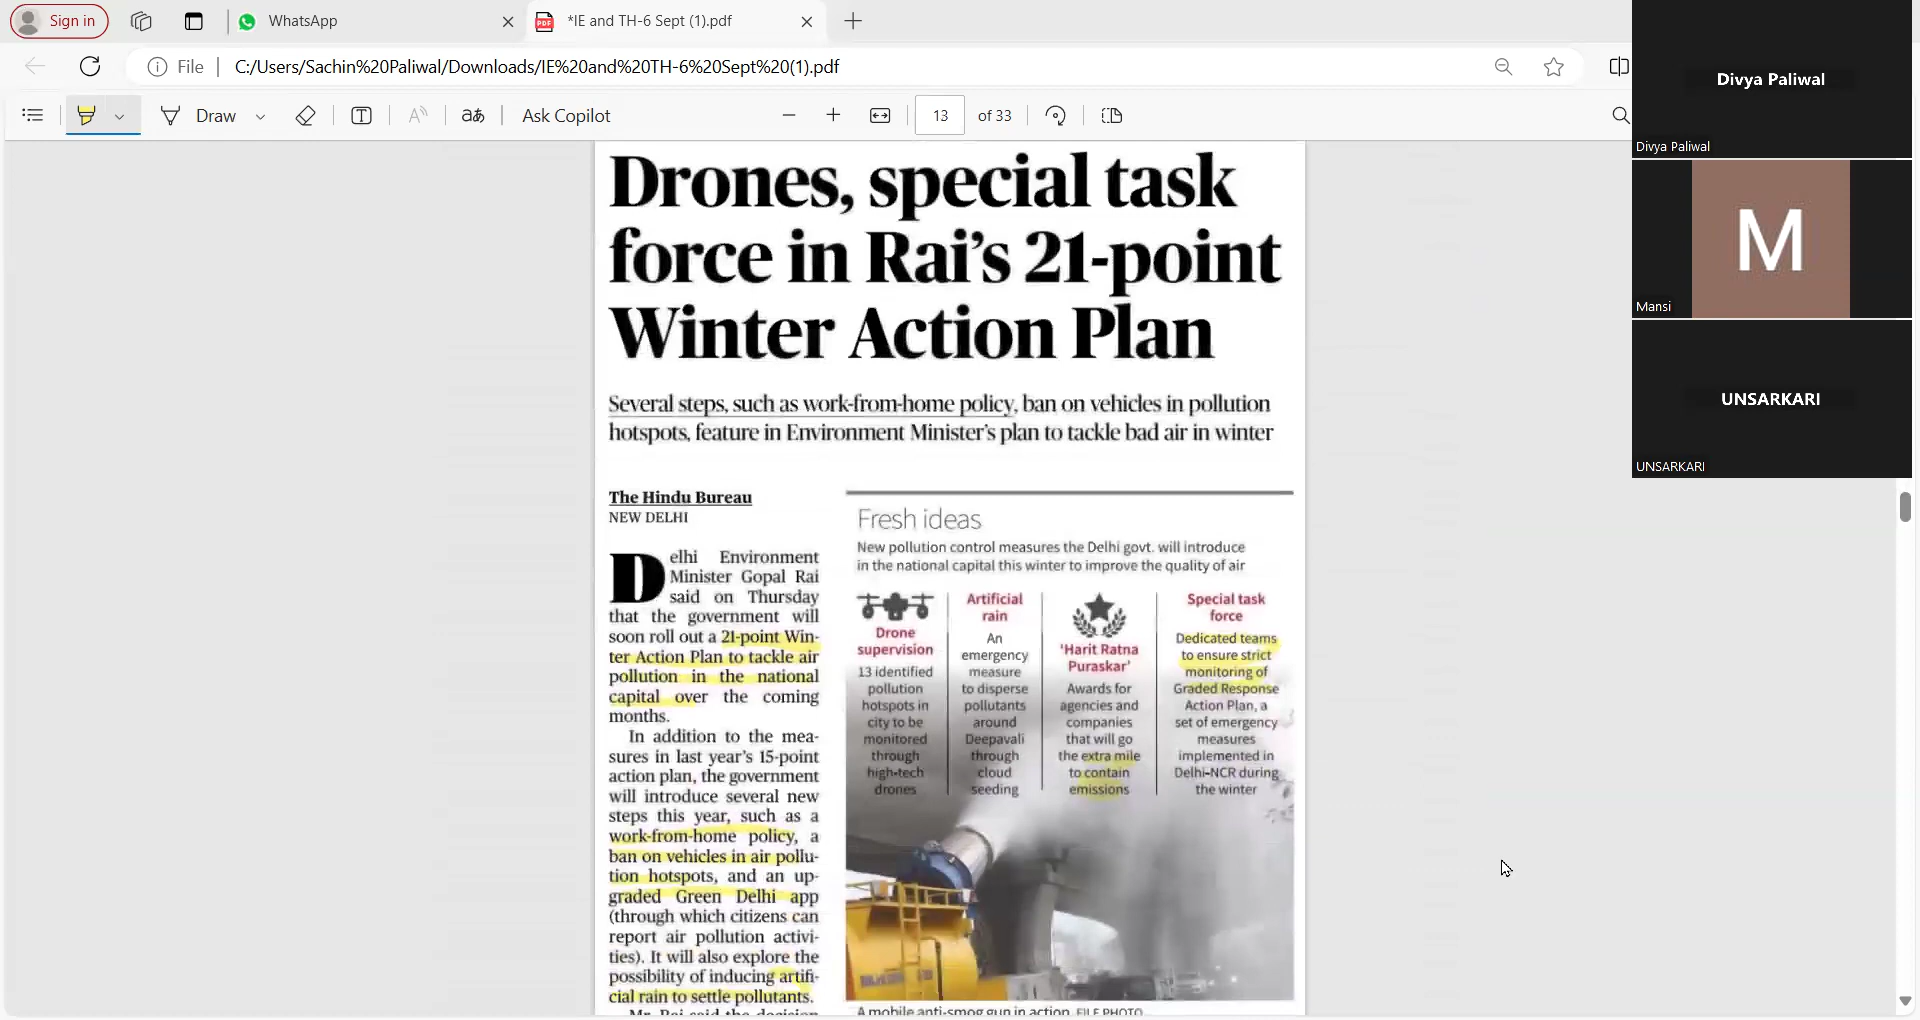 Sign in
WhatsApp
*IE and TH-6 Sept (1).pdf
File
C:/Users/Sachin%20Paliwal/Downloads/IE%20and%20TH-6%20Sept%20(1).pdf
Draw
Ask Copilot
13 of 33
Divya Paliwal
Divya Paliwal
M
Mansi
UNSARKARI
UNSARKARI
Drones, special task
force in Rai's 21-point
Winter Action Plan
Several steps, such as work-from-home policy, ban on vehicles in pollution
hotspots, feature in Environment Minister's plan to tackle bad air in winter
The Hindu Bureau
NEW DELHI
Delhi Environment
Minister Gopal Rai
said on Thursday
that the government will
soon roll out a 21-point Win-
ter Action Plan to tackle air
pollution in the national
capital over the coming
months.
In addition to the mea-
sures in last year's 15-point
action plan, the government
will introduce several new
steps this year, such as a
work-from-home policy, a
ban on vehicles in air pollu-
tion hotspots, and an up-
graded Green Delhi app
(through which citizens can
report air pollution activi-
ties). It will also explore the
possibility of inducing artifi-
cial rain to settle pollutants.
Mr. Rai said the decision
Fresh ideas
New pollution control measures the Delhi govt. will introduce
in the national capital this winter to improve the quality of air
Drone
supervision
13 identified
pollution
hotspots in
city to be
monitored
through
high-tech
drones
Artificial
rain
An
emergency
measure
to disperse
pollutants
around
Deepavali
through
cloud
seeding
'Harit Ratna
Puraskar'
Awards for
agencies and
companies
that will go
the extra mile
to contain
emissions
Special task
force
Dedicated teams
to ensure strict
monitoring of
Graded Response
Action Plan, a
set of emergency
measures
implemented in
Delhi-NCR during
the winter
A mobile anti-smog gun in action. FILE PHOTO